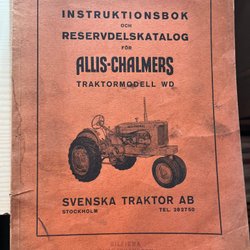 INSTRUKTIONSBOK
OCH
RESERVDELSKATALOG
FÖR
ALLIS-CHALMERS
TRAKTORMODELL WD
SVENSKA TRAKTOR AB
STOCKHOLM TEL. 282750